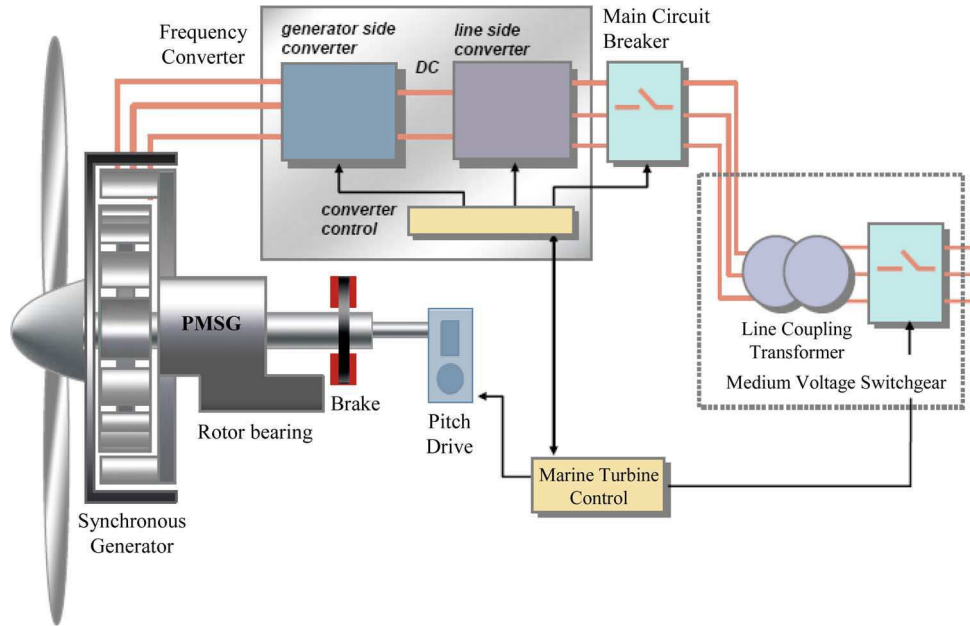 Frequency
Converter
generator side
converter
DC
line side
converter
Main Circuit
Breaker
converter
control
PMSG
Line Coupling
Transformer
Medium Voltage Switchgear
Brake
Rotor bearing
Pitch
Drive
Marine Turbine
Control
Synchronous
Generator